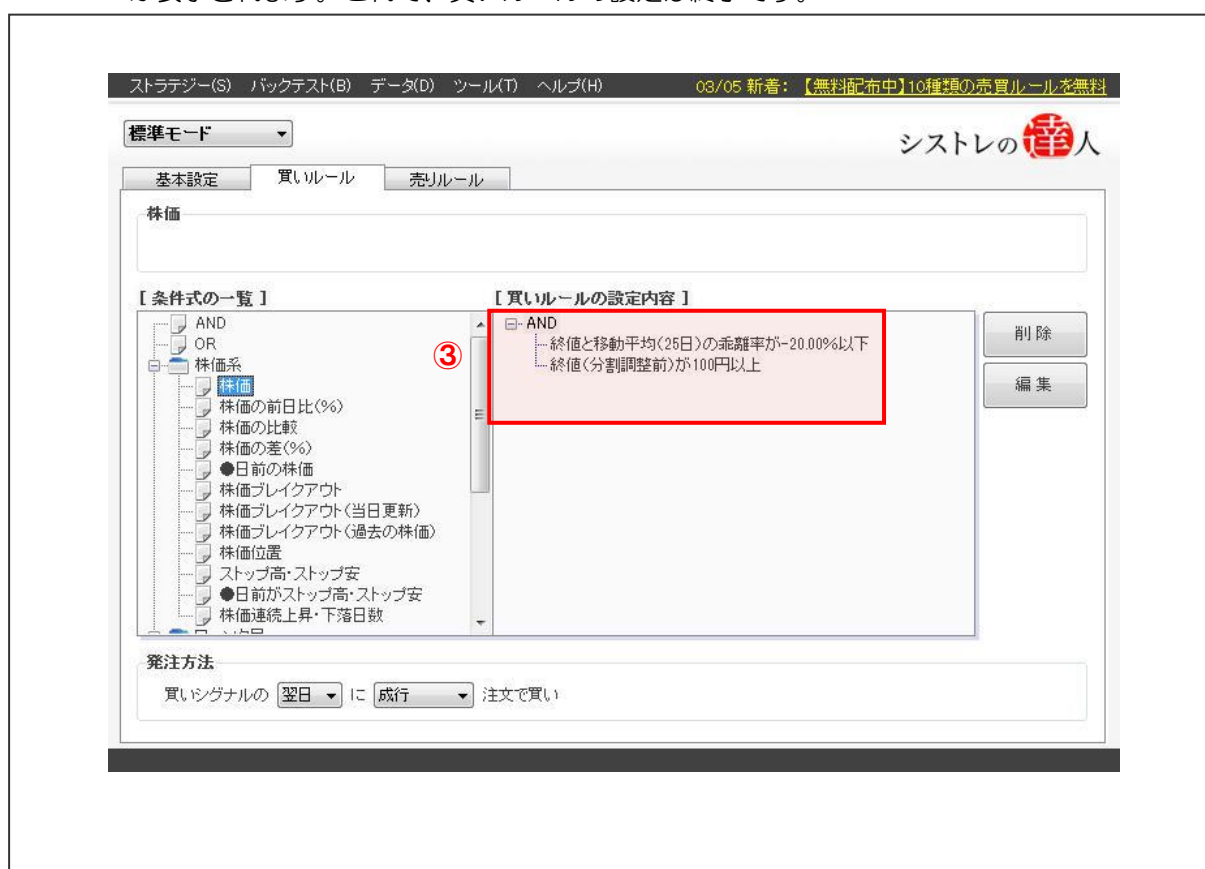 ストラテジー(S) バックテスト(B) データ(D) ツール(T) ヘルプ(H) 03/05 新着: 【無料配布中】10種類の売買ルールを無料
標準モード
シストレの達人
基本設定 買いルール 売りルール
株価
[ 条件式の一覧 ] [ 買いルールの設定内容 ]
AND
OR
株価系
株価
株価の前日比(%)
株価の比較
株価の差(%)
●日前の株価
株価ブレイクアウト
株価ブレイクアウト(当日更新)
株価ブレイクアウト(過去の株価)
株価位置
ストップ高・ストップ安
●日前がストップ高・ストップ安
株価連続上昇・下落日数
③
AND
終値と移動平均(25日)の乖離率が-20.00%以下
終値(分割調整前)が100円以上
削除
編集
発注方法
買いシグナルの 翌日 に 成行 注文で買い